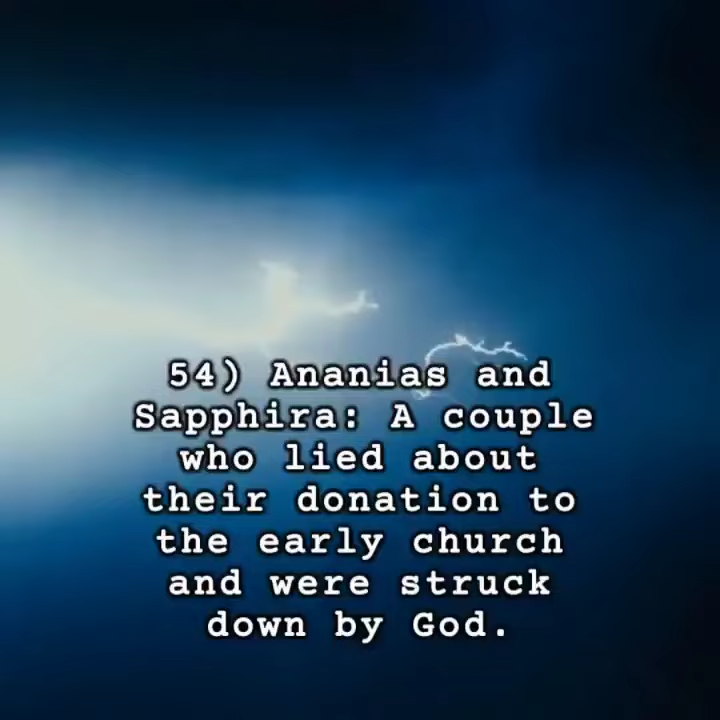 54) Ananias and
Sapphira: A couple
who lied about
their donation to
the early church
and were struck
down by God.